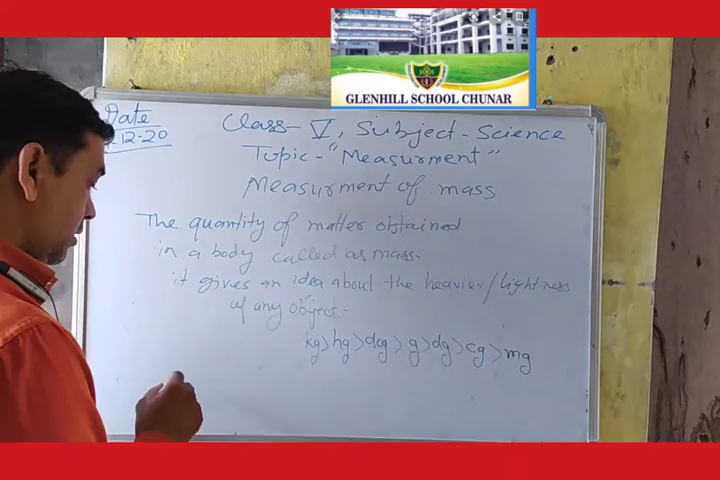 GLENHILL SCHOOL CHUNAR
Date
12-20
Class- V, Subject- Science
Topic- "Measurment"
Measurment of mass
The quantity of matter obtained
in a body called as mass.
it gives an idea about the heavier/lightness
of any object.
kg>hg>dcg>g>dg>cg>mg